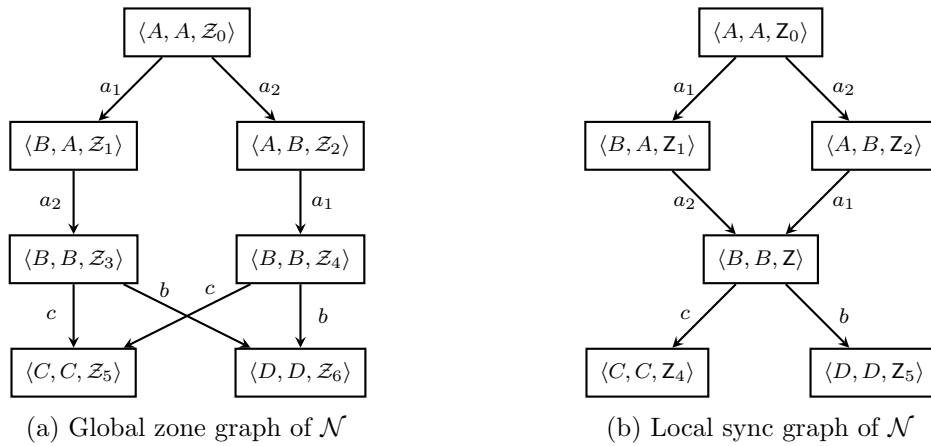 ⟨A, A, 𝒵₀⟩
a₁
a₂
⟨B, A, 𝒵₁⟩
⟨A, B, 𝒵₂⟩
a₂
a₁
⟨B, B, 𝒵₃⟩
⟨B, B, 𝒵₄⟩
c
b
c
b
⟨C, C, 𝒵₅⟩
⟨D, D, 𝒵₆⟩
(a) Global zone graph of 𝒩
⟨A, A, Z₀⟩
a₁
a₂
⟨B, A, Z₁⟩
⟨A, B, Z₂⟩
a₂
a₁
⟨B, B, Z⟩
c
b
⟨C, C, Z₄⟩
⟨D, D, Z₅⟩
(b) Local sync graph of 𝒩